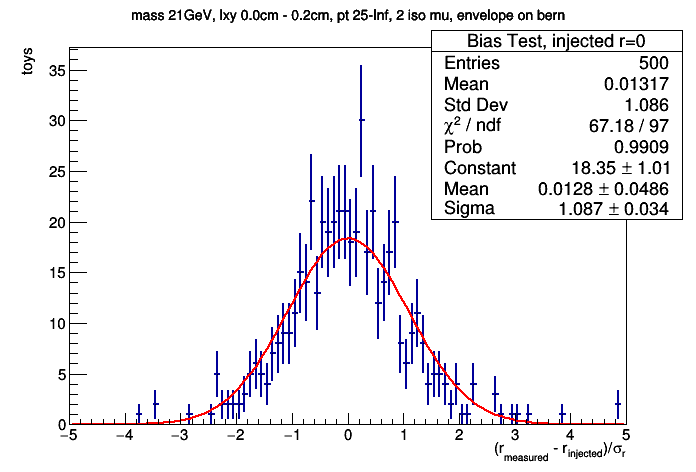 mass 21GeV, lxy 0.0cm - 0.2cm, pt 25-Inf, 2 iso mu, envelope on bern
Bias Test, injected r=0
Entries 500
Mean 0.01317
Std Dev 1.086
χ² / ndf 67.18 / 97
Prob 0.9909
Constant 18.35 ± 1.01
Mean 0.0128 ± 0.0486
Sigma 1.087 ± 0.034
toys
35
30
25
20
15
10
5
0
−5 −4 −3 −2 −1 0 1 2 3 4 5
(r_measured - r_injected)/σ_r